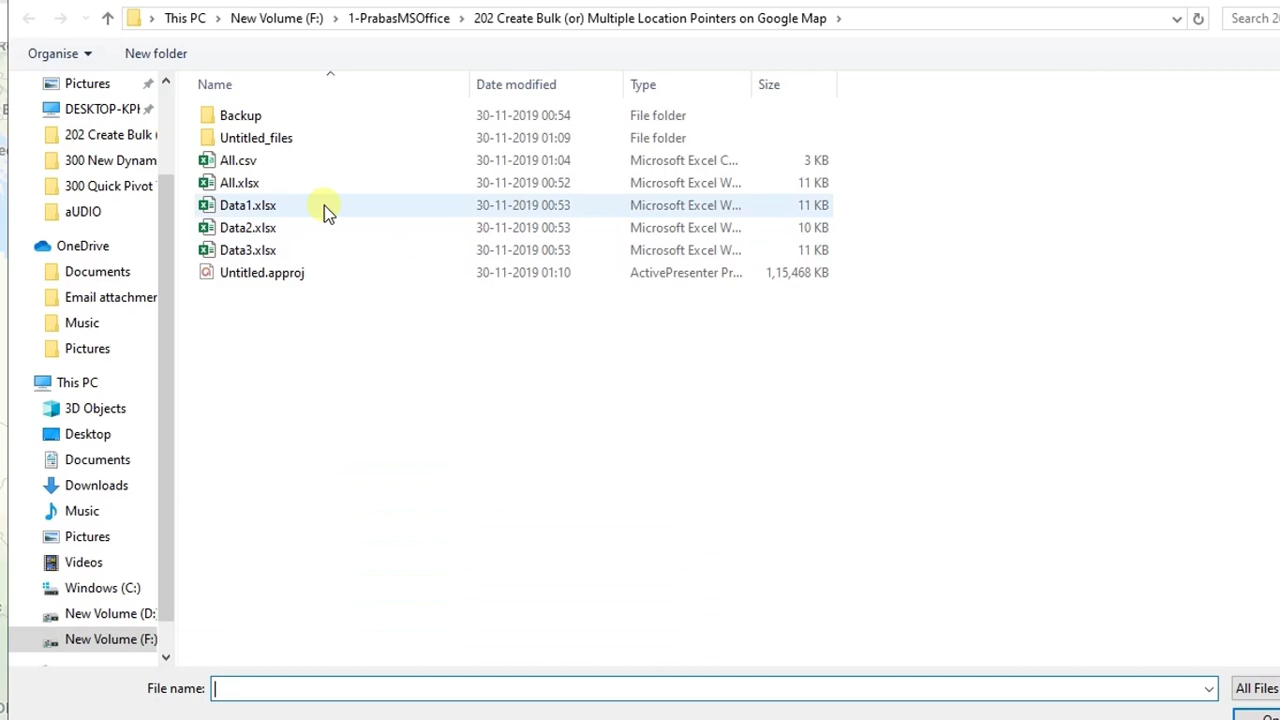 This PC > New Volume (F:) > 1-PrabasMSOffice > 202 Create Bulk (or) Multiple Location Pointers on Google Map >
Search 2
Organise New folder
Name Date modified Type Size
Pictures
DESKTOP-KPI
202 Create Bulk (
300 New Dynam
300 Quick Pivot
aUDIO
OneDrive
Documents
Email attachmer
Music
Pictures
This PC
3D Objects
Desktop
Documents
Downloads
Music
Pictures
Videos
Windows (C:)
New Volume (D:
New Volume (F:)
Backup 30-11-2019 00:54 File folder
Untitled_files 30-11-2019 01:09 File folder
All.csv 30-11-2019 01:04 Microsoft Excel C... 3 KB
All.xlsx 30-11-2019 00:52 Microsoft Excel W... 11 KB
Data1.xlsx 30-11-2019 00:53 Microsoft Excel W... 11 KB
Data2.xlsx 30-11-2019 00:53 Microsoft Excel W... 10 KB
Data3.xlsx 30-11-2019 00:53 Microsoft Excel W... 11 KB
Untitled.approj 30-11-2019 01:10 ActivePresenter Pr... 1,15,468 KB
File name:
All Files